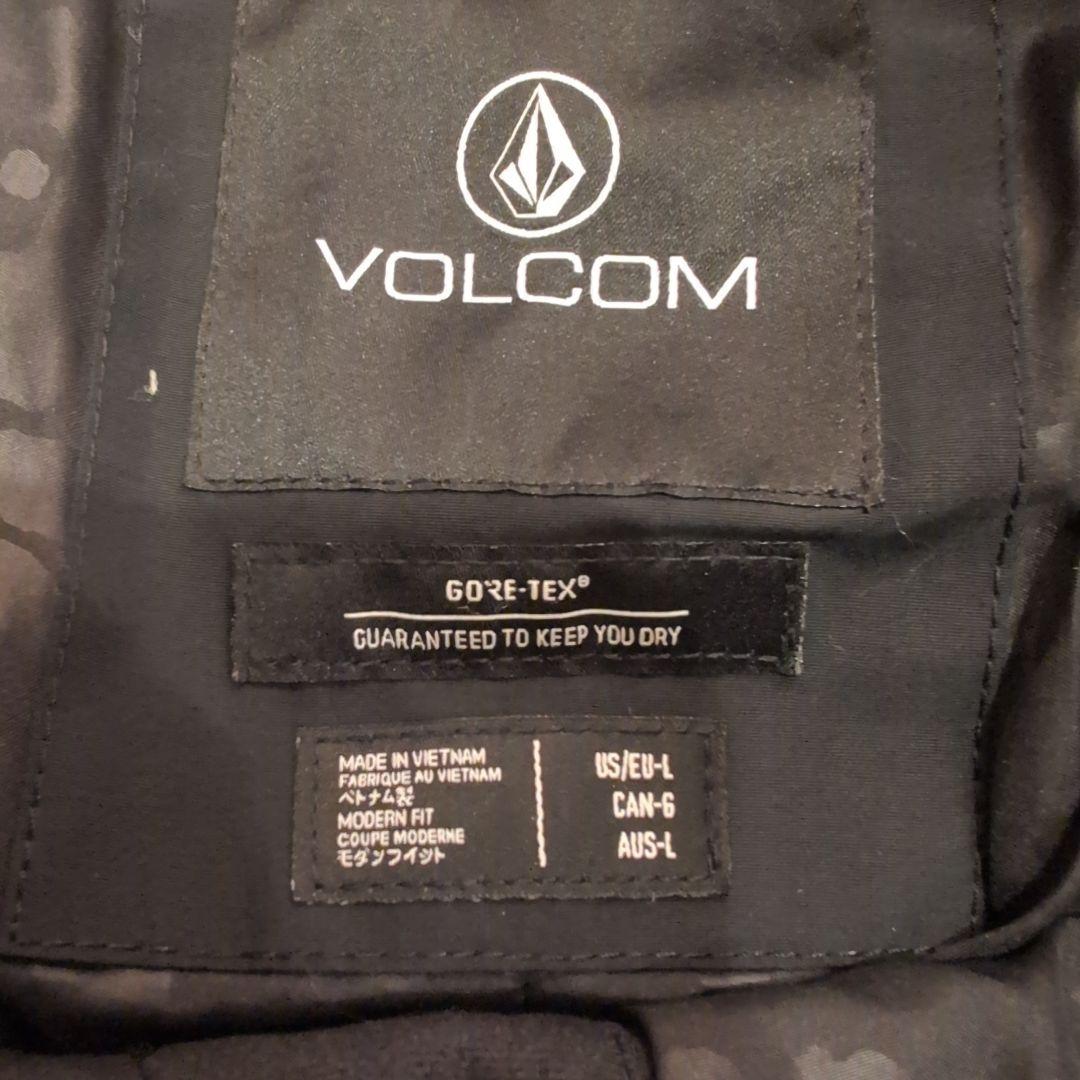 VOLCOM
GORE-TEX®
GUARANTEED TO KEEP YOU DRY
MADE IN VIETNAM
FABRIQUE AU VIETNAM
ベトナム製
MODERN FIT
COUPE MODERNE
モダンフィット
US/EU-L
CAN-G
AUS-L